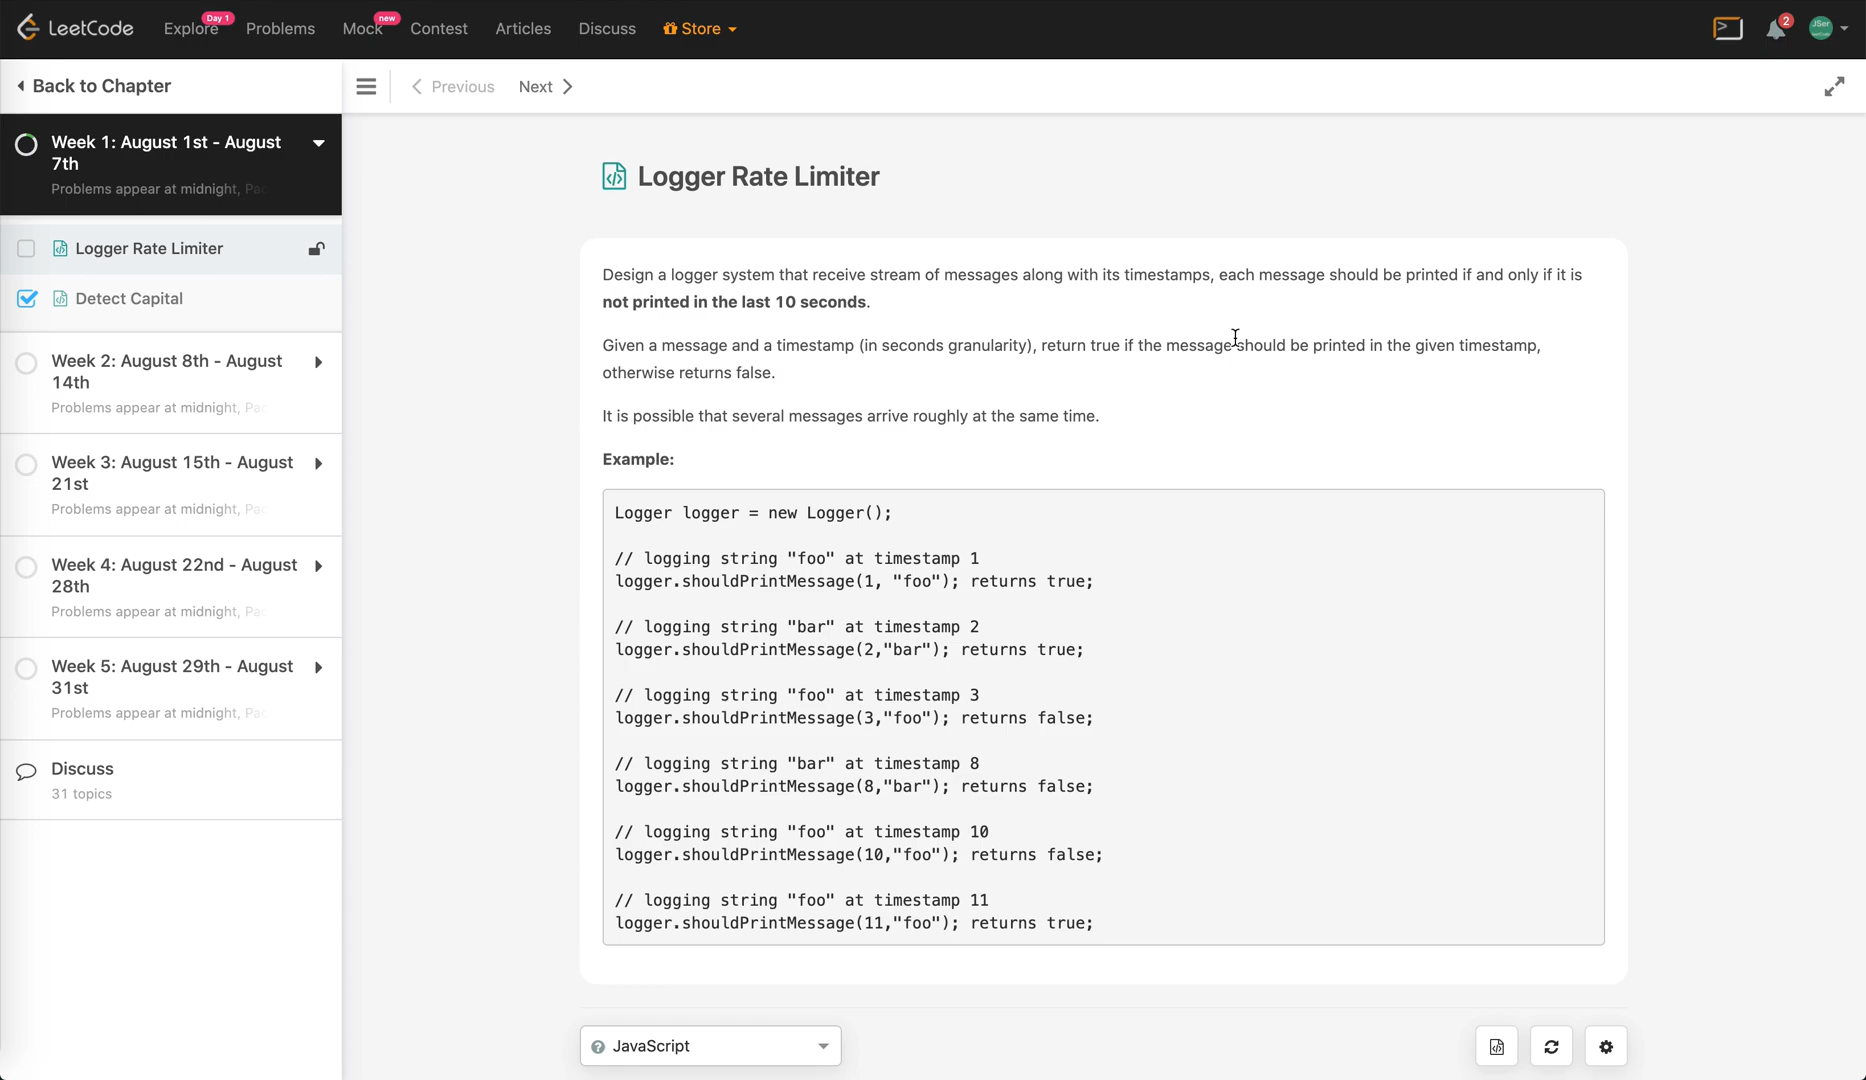 LeetCode
Explore
Day 1
Problems
Mock
new
Contest
Articles
Discuss
Store
2
JSer
Back to Chapter
Previous
Next
Week 1: August 1st - August
7th
Problems appear at midnight, Pac
Logger Rate Limiter
Detect Capital
Week 2: August 8th - August
14th
Problems appear at midnight, Pac
Week 3: August 15th - August
21st
Problems appear at midnight, Pac
Week 4: August 22nd - August
28th
Problems appear at midnight, Pac
Week 5: August 29th - August
31st
Problems appear at midnight, Pac
Discuss
31 topics
Logger Rate Limiter
Design a logger system that receive stream of messages along with its timestamps, each message should be printed if and only if it is
not printed in the last 10 seconds.
Given a message and a timestamp (in seconds granularity), return true if the message should be printed in the given timestamp,
otherwise returns false.
It is possible that several messages arrive roughly at the same time.
Example:
Logger logger = new Logger();
// logging string "foo" at timestamp 1
logger.shouldPrintMessage(1, "foo"); returns true;
// logging string "bar" at timestamp 2
logger.shouldPrintMessage(2,"bar"); returns true;
// logging string "foo" at timestamp 3
logger.shouldPrintMessage(3,"foo"); returns false;
// logging string "bar" at timestamp 8
logger.shouldPrintMessage(8,"bar"); returns false;
// logging string "foo" at timestamp 10
logger.shouldPrintMessage(10,"foo"); returns false;
// logging string "foo" at timestamp 11
logger.shouldPrintMessage(11,"foo"); returns true;
JavaScript